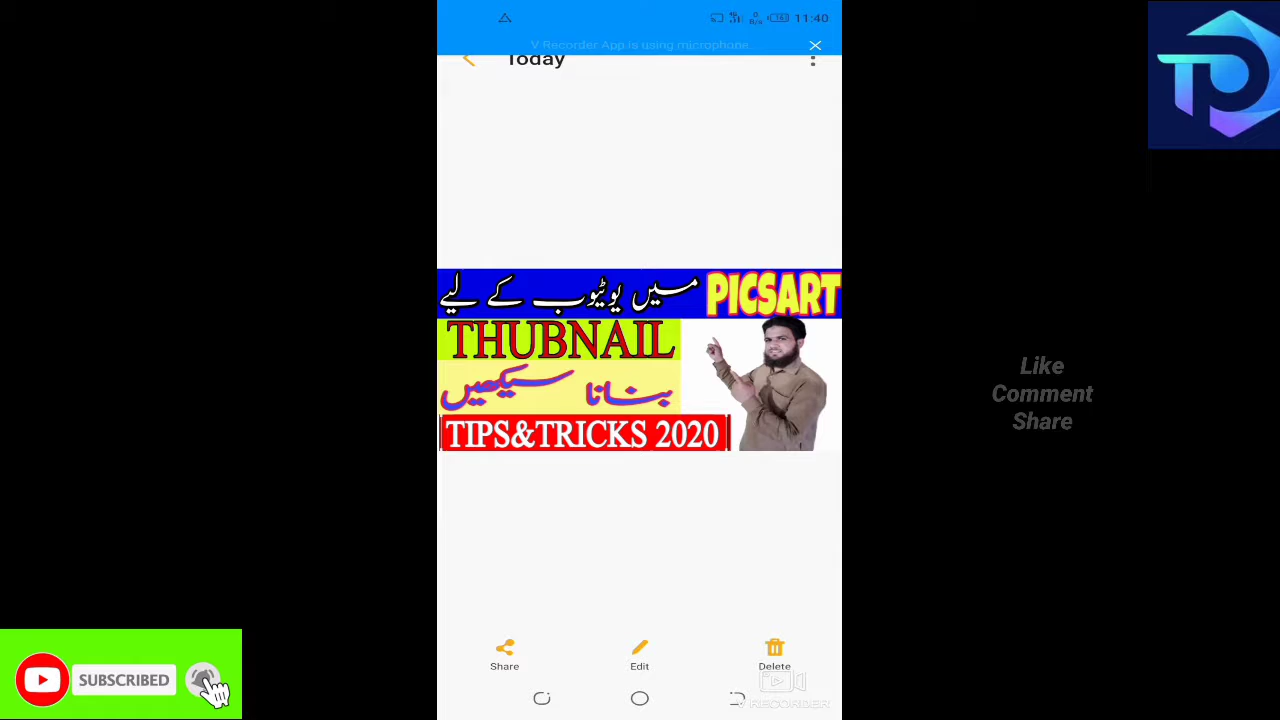 11:40
V Recorder App is using microphone.
Today
PICSART میں یوٹیوب کے لیے
THUBNAIL
بنانا سیکھیں
TIPS&TRICKS 2020
Like
Comment
Share
Share Edit Delete
SUBSCRIBED
V RECORDER